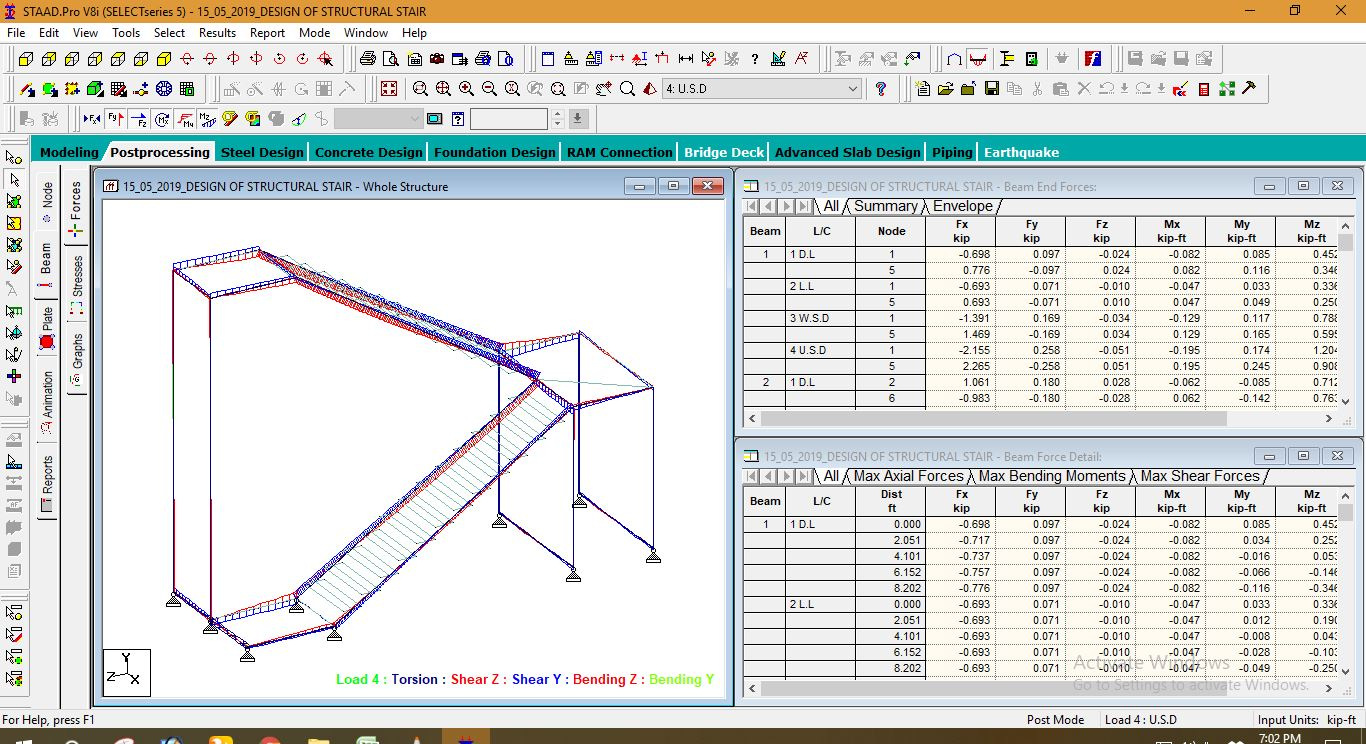 STAAD.Pro V8i (SELECTseries 5) - 15_05_2019_DESIGN OF STRUCTURAL STAIR
File Edit View Tools Select Results Report Mode Window Help
4: U.S.D
Modeling Postprocessing Steel Design Concrete Design Foundation Design RAM Connection Bridge Deck Advanced Slab Design Piping Earthquake
Node
Beam
Plate
Animation
Reports
Forces
Stresses
Graphs
15_05_2019_DESIGN OF STRUCTURAL STAIR - Whole Structure
Y
Z X
Load 4 : Torsion : Shear Z : Shear Y : Bending Z : Bending Y
15_05_2019_DESIGN OF STRUCTURAL STAIR - Beam End Forces:
All Summary Envelope
Beam L/C Node Fx kip Fy kip Fz kip Mx kip-ft My kip-ft Mz kip-ft
1 1 D.L 1 -0.698 0.097 -0.024 -0.082 0.085 0.452
5 0.776 -0.097 0.024 0.082 0.116 0.346
2 L.L 1 -0.693 0.071 -0.010 -0.047 0.033 0.336
5 0.693 -0.071 0.010 0.047 0.049 0.250
3 W.S.D 1 -1.391 0.169 -0.034 -0.129 0.117 0.788
5 1.469 -0.169 0.034 0.129 0.165 0.595
4 U.S.D 1 -2.155 0.258 -0.051 -0.195 0.174 1.204
5 2.265 -0.258 0.051 0.195 0.245 0.908
2 1 D.L 2 1.061 0.180 0.028 -0.062 -0.085 0.712
6 -0.983 -0.180 -0.028 0.062 -0.142 0.763
15_05_2019_DESIGN OF STRUCTURAL STAIR - Beam Force Detail:
All Max Axial Forces Max Bending Moments Max Shear Forces
Beam L/C Dist ft Fx kip Fy kip Fz kip Mx kip-ft My kip-ft Mz kip-ft
1 1 D.L 0.000 -0.698 0.097 -0.024 -0.082 0.085 0.452
2.051 -0.717 0.097 -0.024 -0.082 0.034 0.252
4.101 -0.737 0.097 -0.024 -0.082 -0.016 0.053
6.152 -0.757 0.097 -0.024 -0.082 -0.066 -0.146
8.202 -0.776 0.097 -0.024 -0.082 -0.116 -0.346
2 L.L 0.000 -0.693 0.071 -0.010 -0.047 0.033 0.336
2.051 -0.693 0.071 -0.010 -0.047 0.012 0.190
4.101 -0.693 0.071 -0.010 -0.047 -0.008 0.043
6.152 -0.693 0.071 -0.010 -0.047 -0.028 -0.103
8.202 -0.693 0.071 -0.010 -0.047 -0.049 -0.250
Activate Windows
Go to Settings to activate Windows.
For Help, press F1
Post Mode Load 4 : U.S.D Input Units: kip-ft
7:02 PM